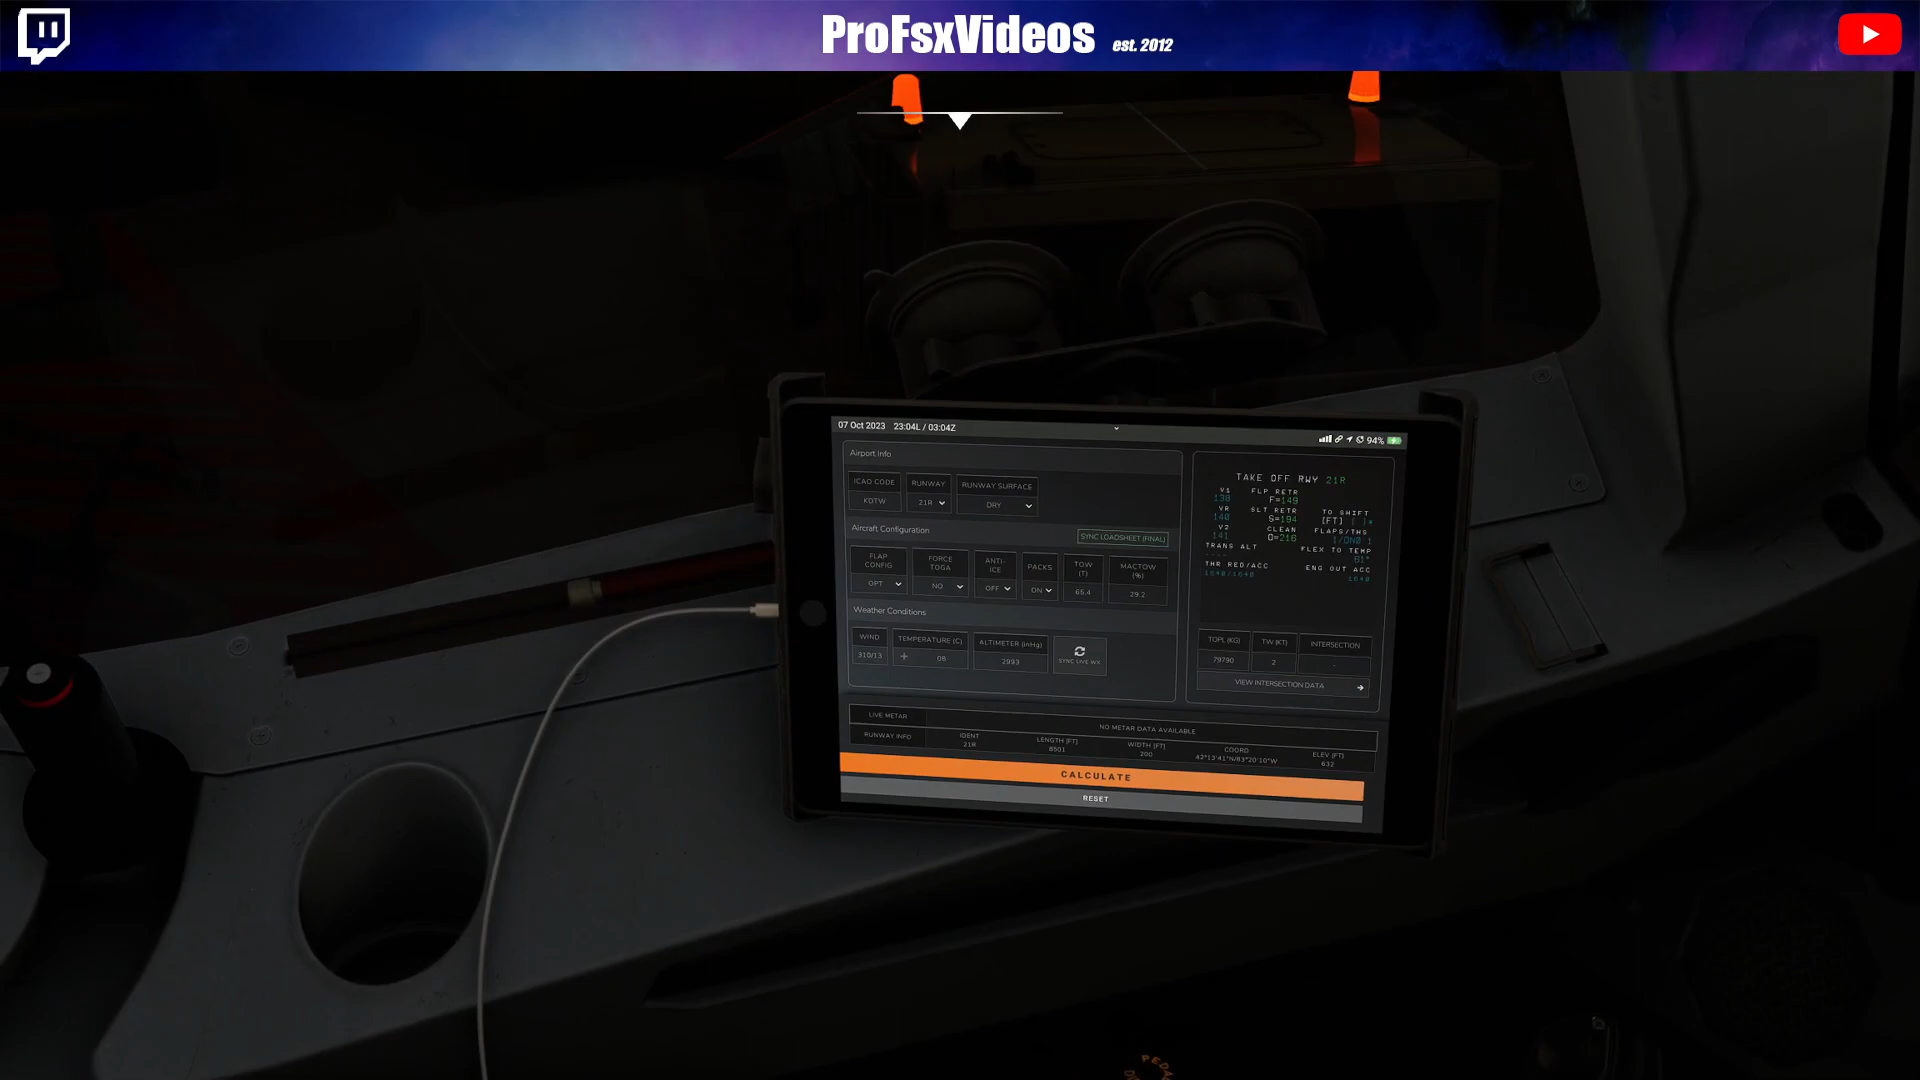 ProFsxVideos est. 2012
07 Oct 2023 23:04L / 03:04Z
94%
Airport Info
ICAO CODE RUNWAY RUNWAY SURFACE
KDTW 21R DRY
Aircraft Configuration
SYNC LOADSHEET (FINAL)
FLAP CONFIG FORCE TOGA ANTI-ICE PACKS TOW (T) MACTOW (%)
OPT NO OFF ON 65.4 29.2
Weather Conditions
WIND TEMPERATURE (C) ALTIMETER (InHg)
310/13 + 08 2993 SYNC LIVE WX
TAKE OFF RWY 21R
V1 FLP RETR
138 F=149
VR SLT RETR TO SHIFT
140 S=194 [FT] [ ]*
V2 CLEAN FLAPS/THS
141 O=216 1/DN0.1
TRANS ALT FLEX TO TEMP
---- 61°
THR RED/ACC ENG OUT ACC
1640/1640 1640
TOPL (KG) TW (KT) INTERSECTION
79790 2 -
VIEW INTERSECTION DATA
LIVE METAR NO METAR DATA AVAILABLE
RUNWAY INFO IDENT LENGTH (FT) WIDTH (FT) COORD ELEV (FT)
21R 8501 200 42°13'41"N/83°20'10"W 632
CALCULATE
RESET